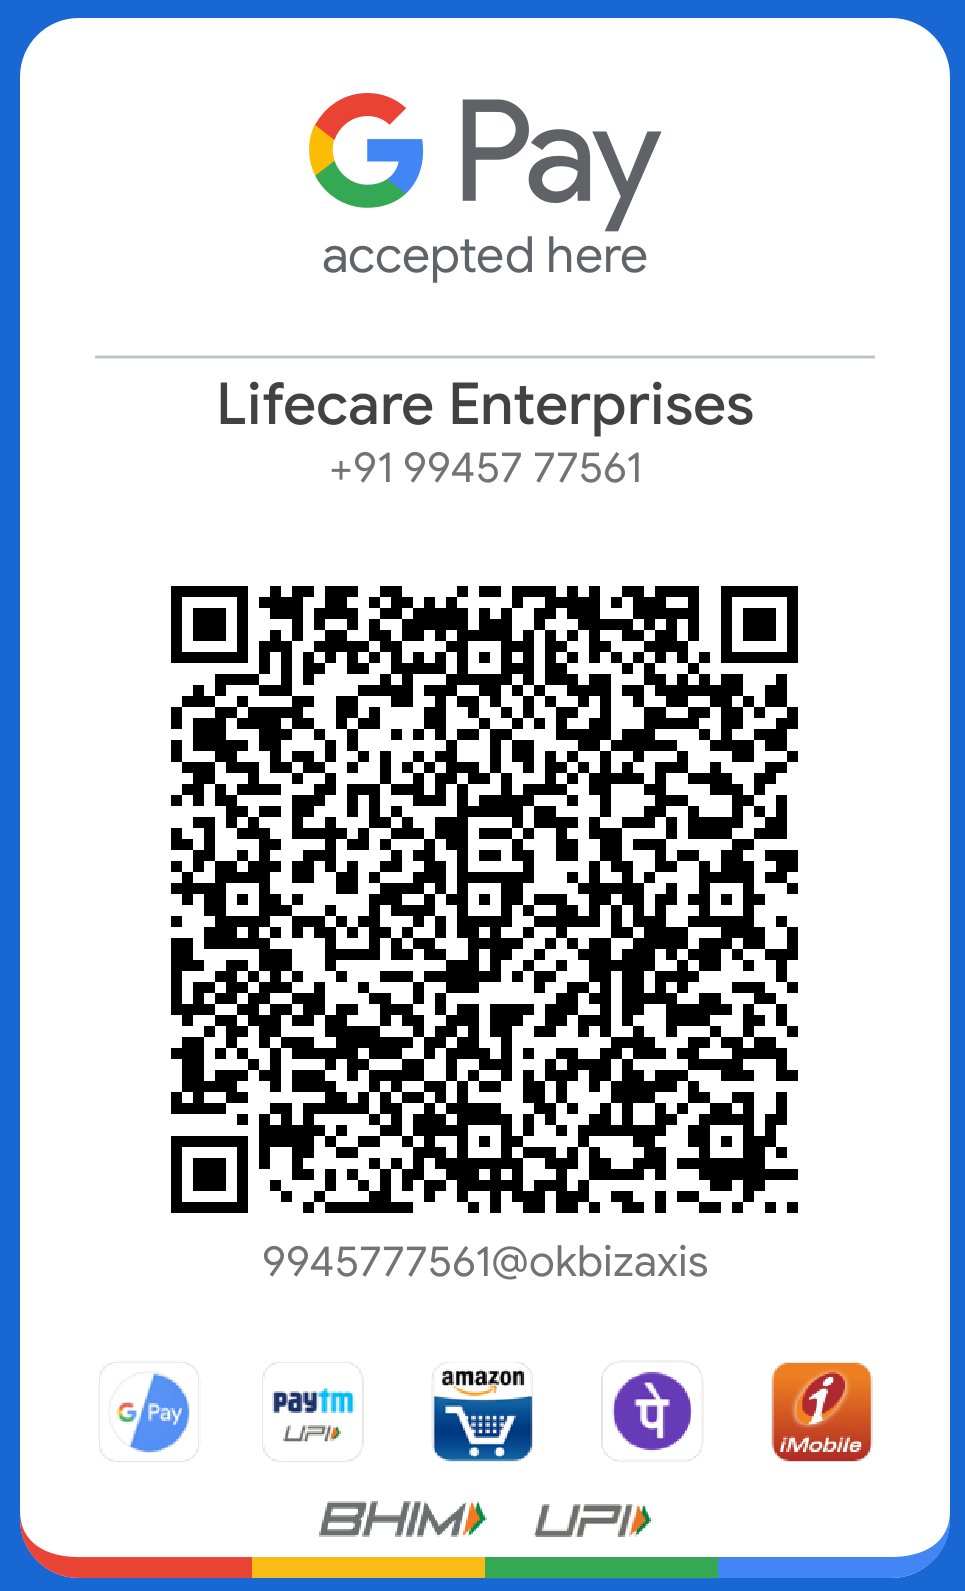 G Pay
accepted here
Lifecare Enterprises
+91 99457 77561
9945777561@okbizaxis
G Pay
paytm
UPI
amazon
पे
i
iMobile
BHIM
UPI